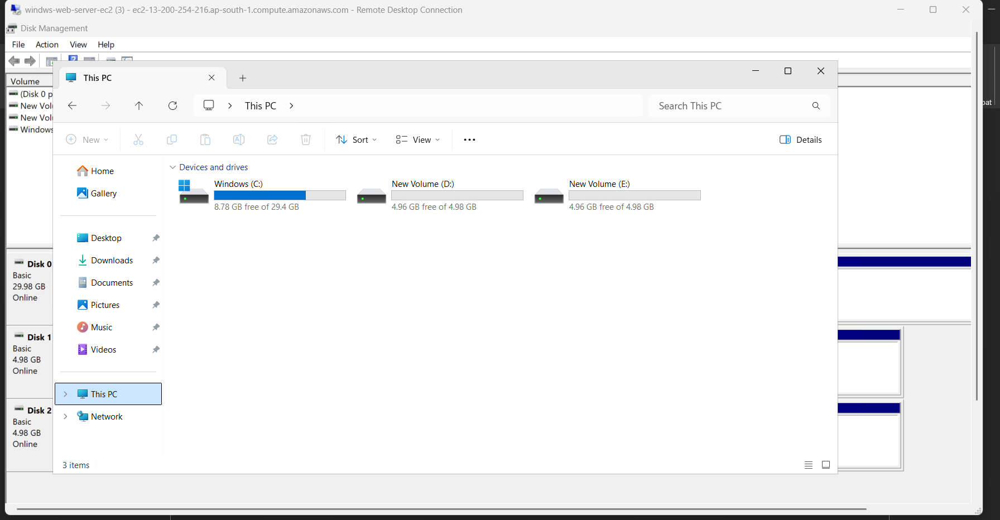 windws-web-server-ec2 (3) - ec2-13-200-254-216.ap-south-1.compute.amazonaws.com - Remote Desktop Connection
Disk Management
File Action View Help
Volume
(Disk 0 p
New Volu
New Volu
Windows
This PC
This PC
Search This PC
New
Sort
View
Details
Home
Gallery
Desktop
Downloads
Documents
Pictures
Music
Videos
This PC
Network
Devices and drives
Windows (C:)
8.78 GB free of 29.4 GB
New Volume (D:)
4.96 GB free of 4.98 GB
New Volume (E:)
4.96 GB free of 4.98 GB
Disk 0
Basic
29.98 GB
Online
Disk 1
Basic
4.98 GB
Online
Disk 2
Basic
4.98 GB
Online
3 items
pat